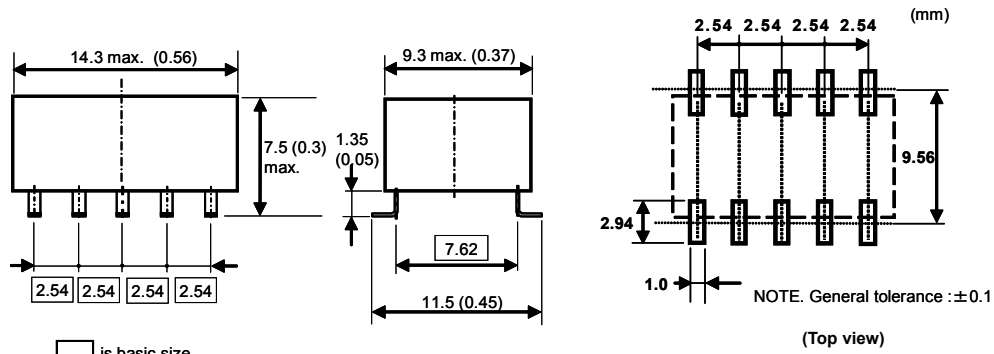 14.3 max. (0.56)
7.5 (0.3)
max.
2.54 2.54 2.54 2.54
is basic size
9.3 max. (0.37)
1.35
(0.05)
7.62
11.5 (0.45)
(mm)
2.54 2.54 2.54 2.54
9.56
2.94
1.0
NOTE. General tolerance :±0.1
(Top view)